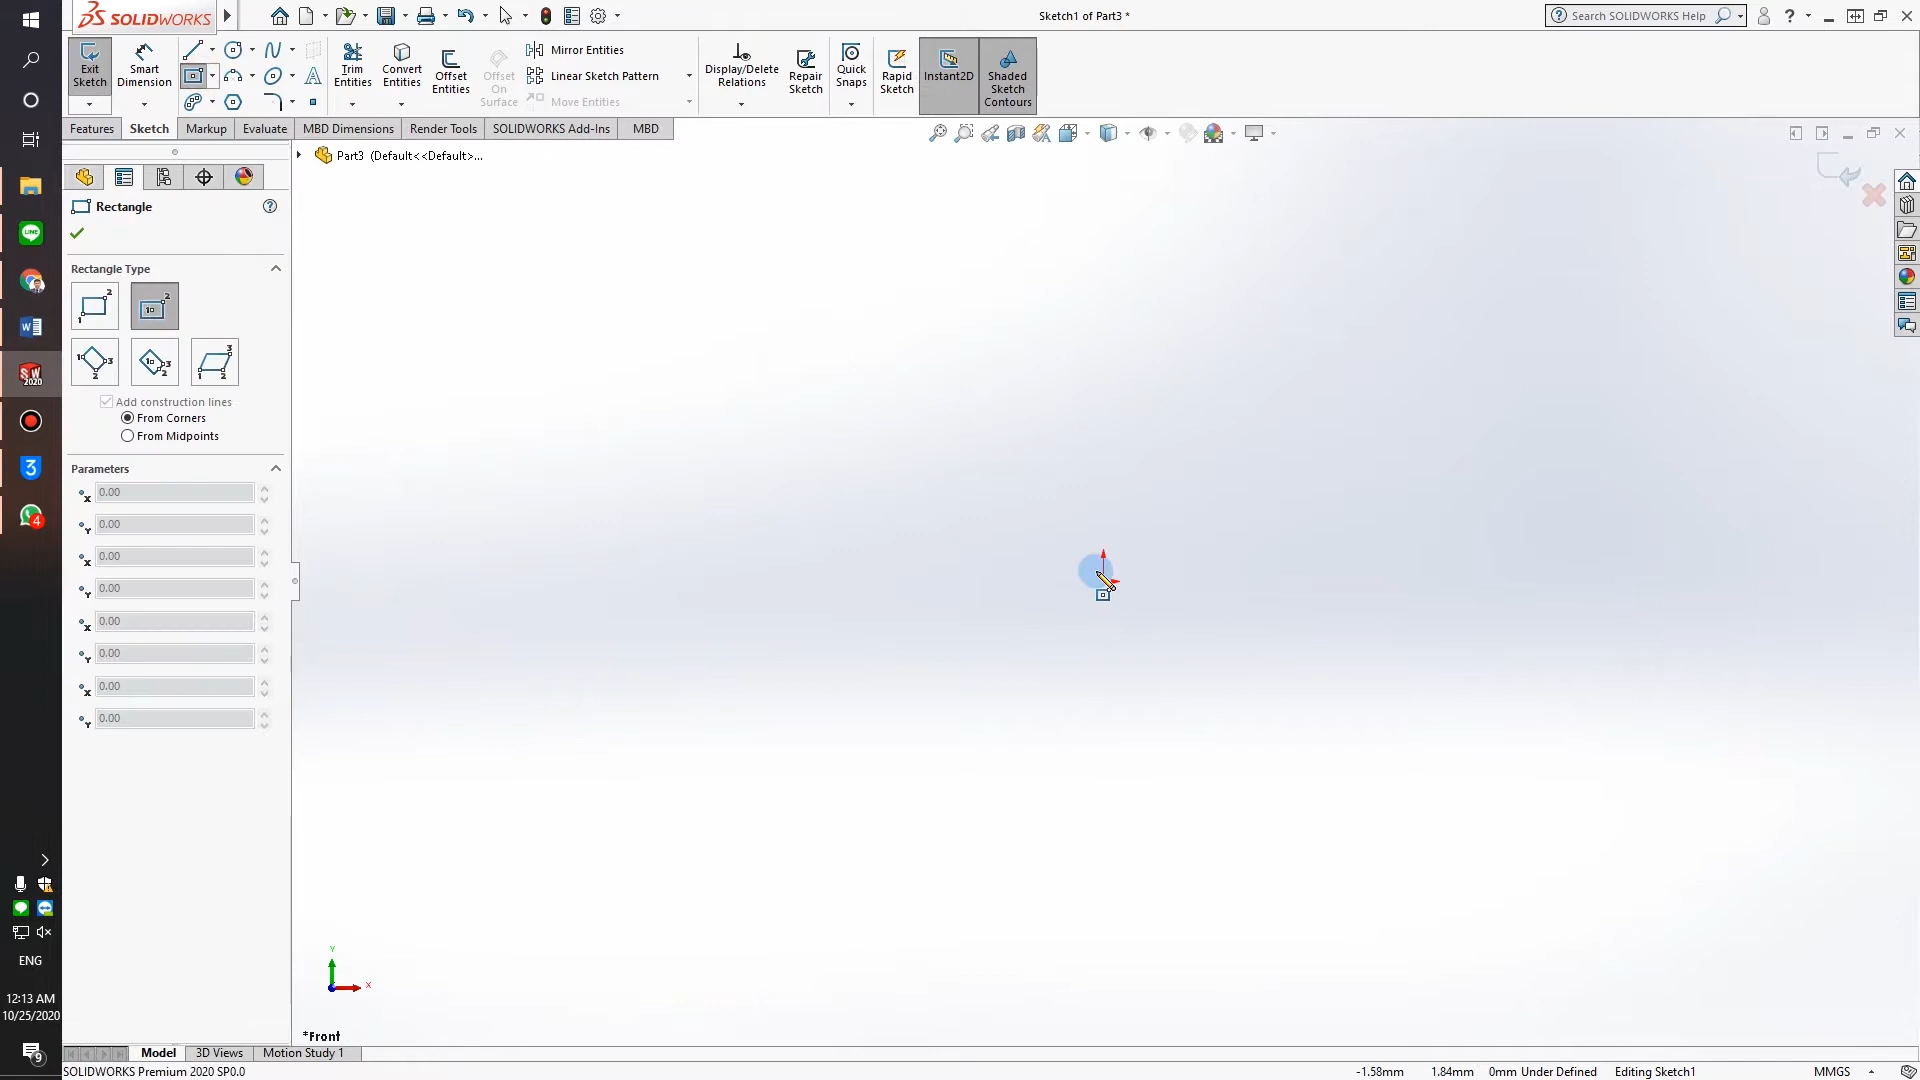 SOLIDWORKS
Sketch1 of Part3 *
Search SOLIDWORKS Help
Exit
Sketch
Smart
Dimension
Trim
Entities
Convert
Entities
Offset
Entities
Offset
On
Surface
Mirror Entities
Linear Sketch Pattern
Move Entities
Display/Delete
Relations
Repair
Sketch
Quick
Snaps
Rapid
Sketch
Instant2D
Shaded
Sketch
Contours
Features
Sketch
Markup
Evaluate
MBD Dimensions
Render Tools
SOLIDWORKS Add-Ins
MBD
Part3 (Default<<Default>...
Rectangle
Rectangle Type
Add construction lines
From Corners
From Midpoints
Parameters
0.00
0.00
0.00
0.00
0.00
0.00
0.00
0.00
Y
X
*Front
ENG
12:13 AM
10/25/2020
Model
3D Views
Motion Study 1
SOLIDWORKS Premium 2020 SP0.0
-1.58mm
1.84mm
0mm Under Defined
Editing Sketch1
MMGS